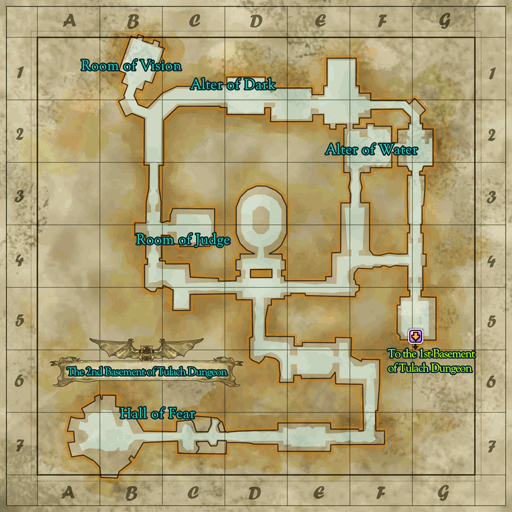 A B C D E F G
1 1
Room of Vision
Alter of Dark
2 2
Alter of Water
3 3
Room of Judge
4 4
5 5
To the 1st Basement
of Tulach Dungeon
The 2nd Basement of Tulach Dungeon
6 6
Hall of Fear
7 7
A B C D E F G